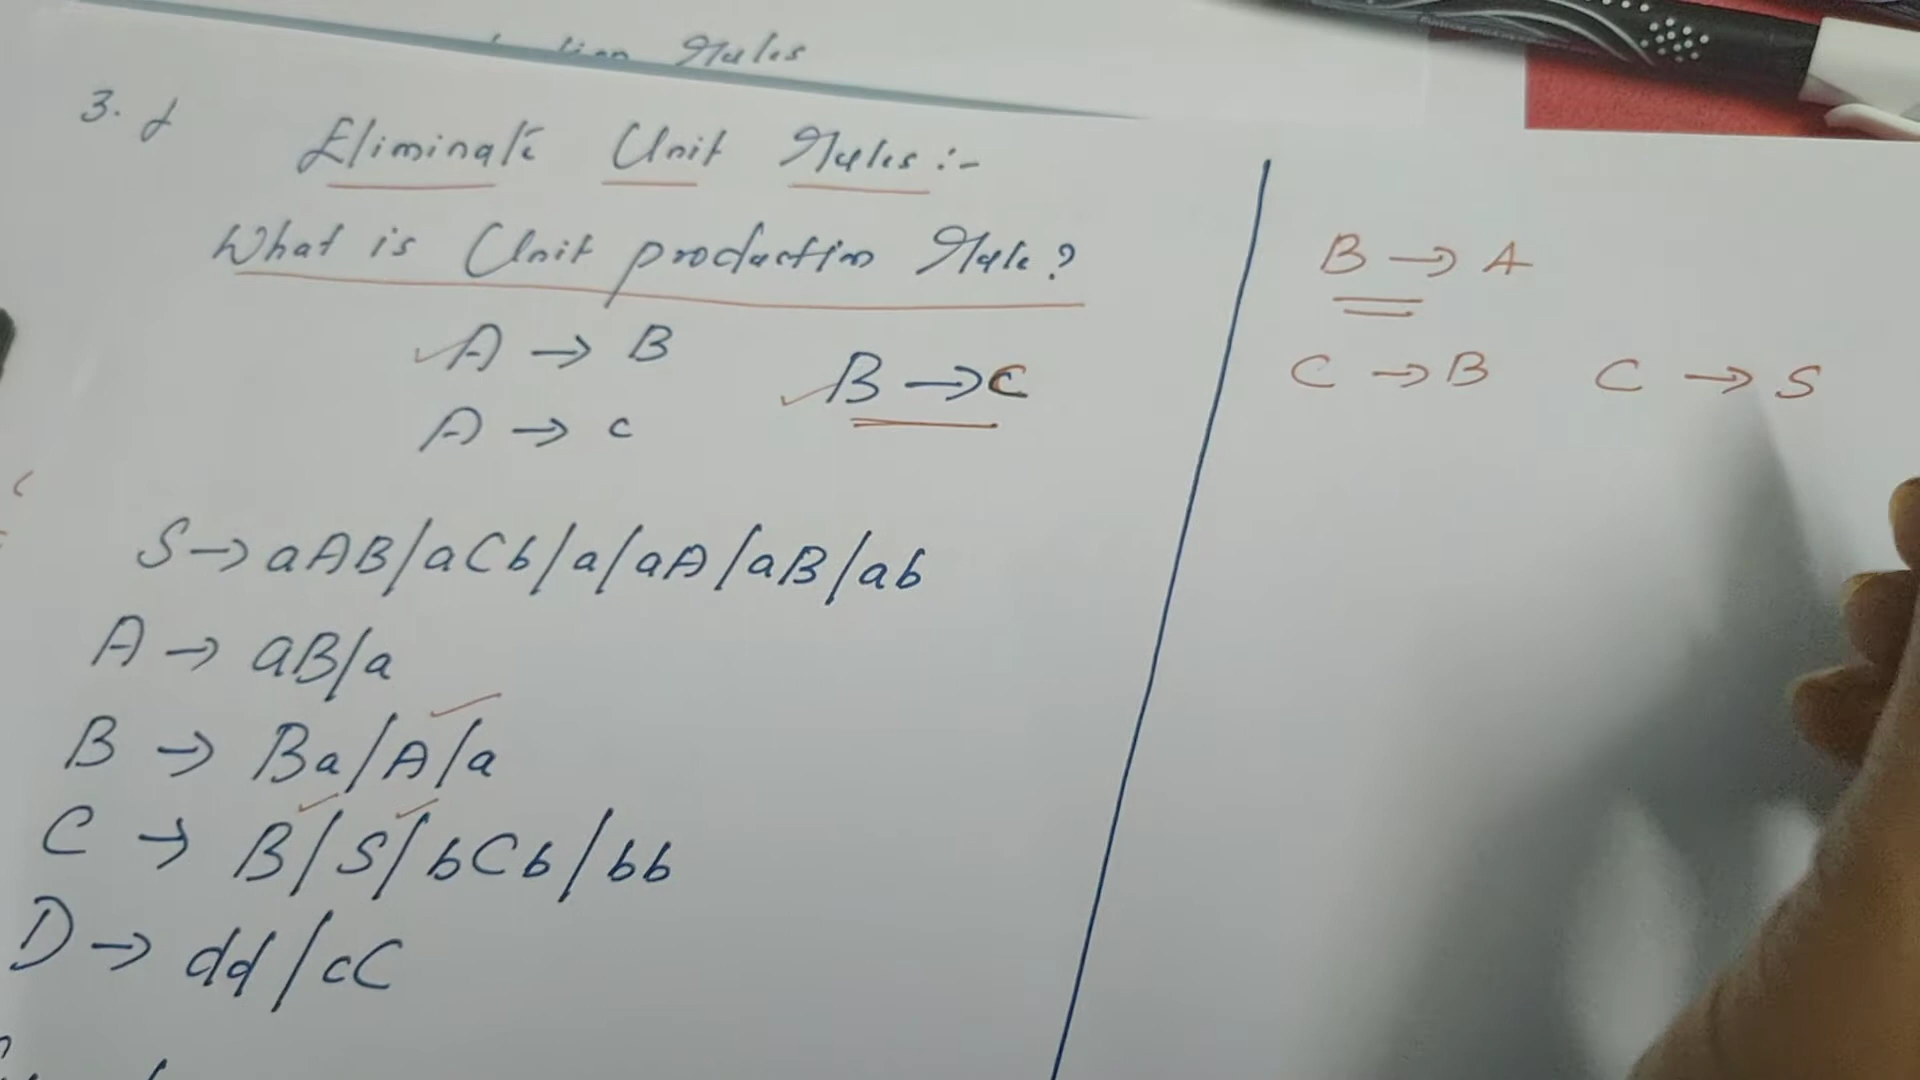 Rules
3. d
Eliminate Unit Rules :-
What is Unit production Rule?
A → B
B → C
A → c
S → aAB/aCb/a/aA/aB/ab
A → aB/a
B → Ba/A/a
C → B/S/bCb/bb
D → dd/cC
B → A
C → B C → S